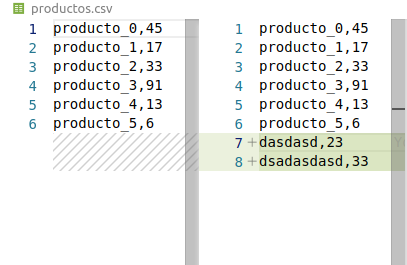 productos.csv
1 producto_0,45
2 producto_1,17
3 producto_2,33
4 producto_3,91
5 producto_4,13
6 producto_5,6
1 producto_0,45
2 producto_1,17
3 producto_2,33
4 producto_3,91
5 producto_4,13
6 producto_5,6
7 + dasdasd,23
8 + dsadasdasd,33